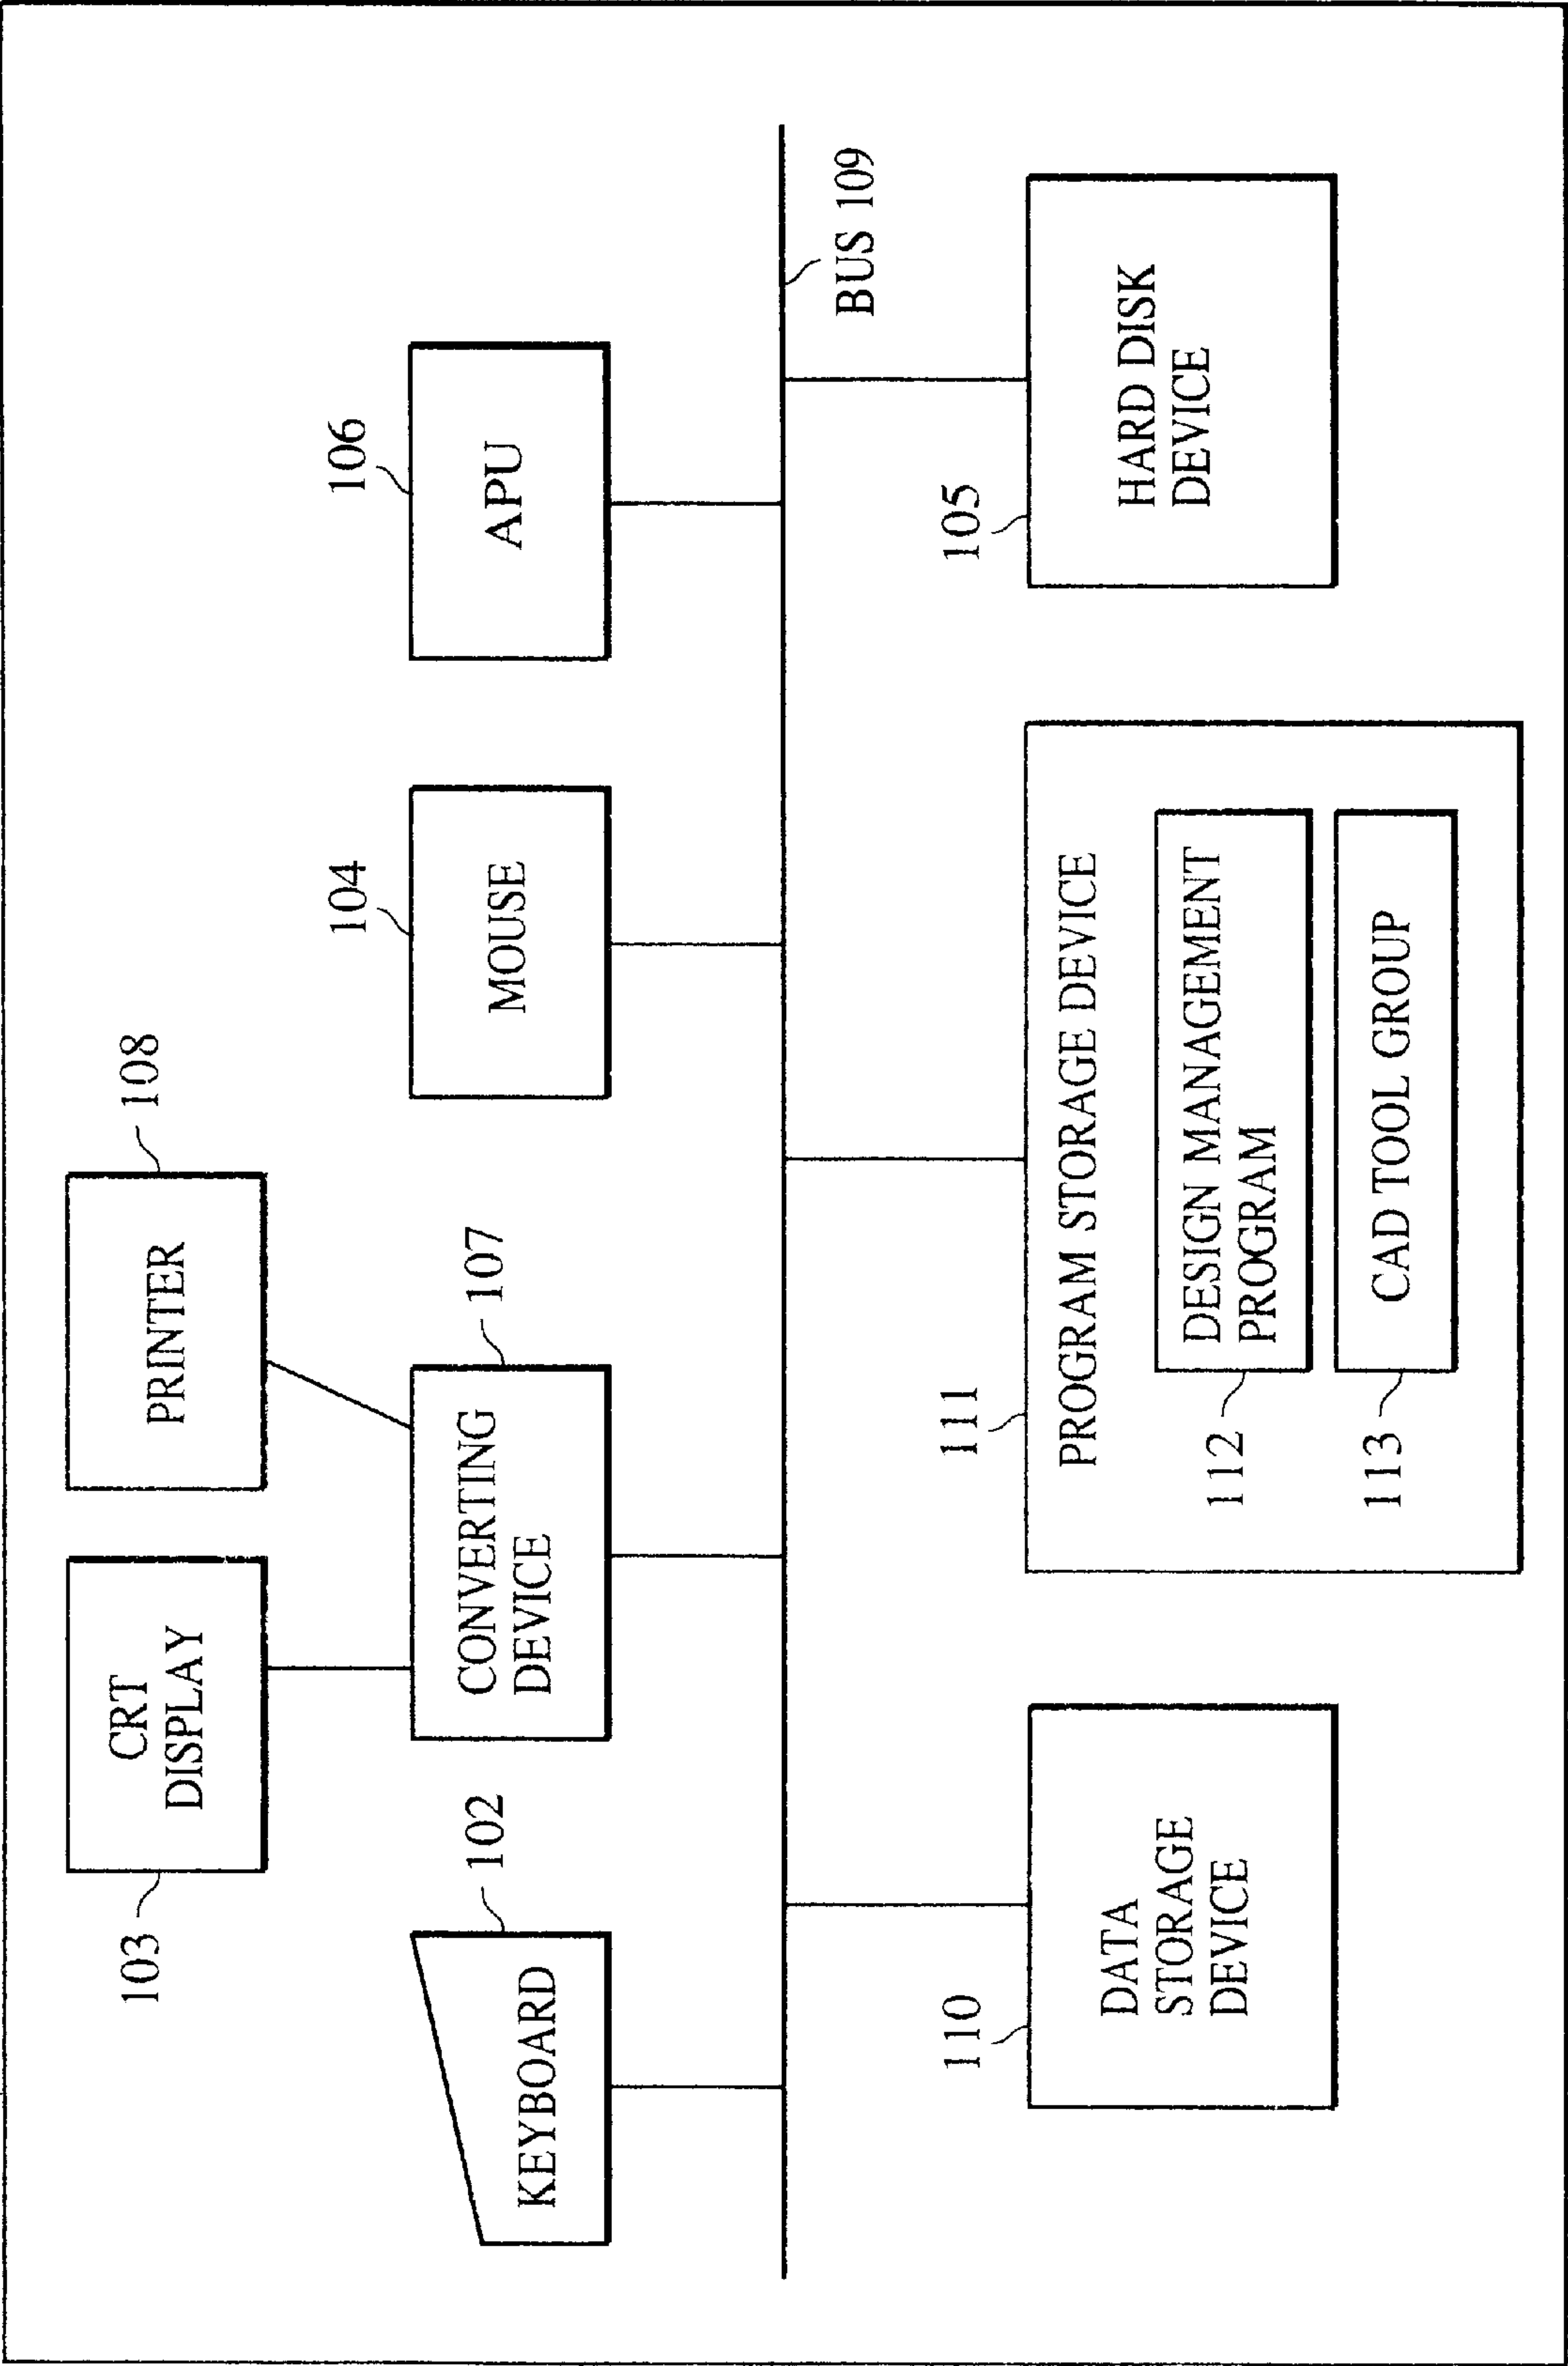 103
CRT
DISPLAY
PRINTER
108
102
KEYBOARD
CONVERTING
DEVICE
107
104
MOUSE
106
APU
BUS 109
110
DATA
STORAGE
DEVICE
111
PROGRAM STORAGE DEVICE
112
DESIGN MANAGEMENT
PROGRAM
113
CAD TOOL GROUP
105
HARD DISK
DEVICE